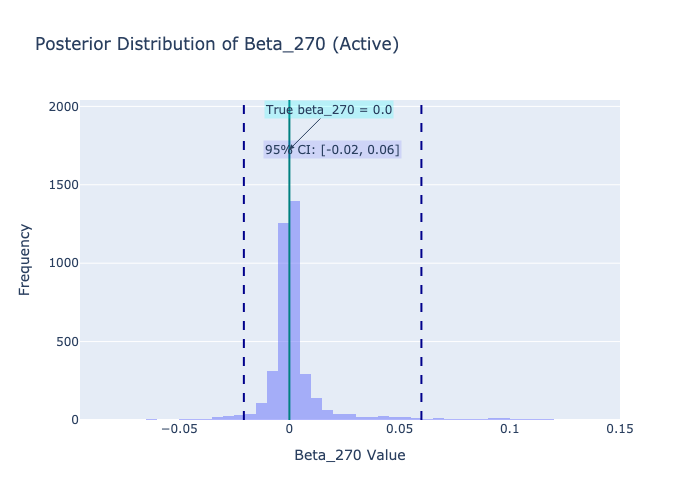 Posterior Distribution of Beta_270 (Active)
2000
1500
1000
500
0
Frequency
True beta_270 = 0.0
95% CI: [-0.02, 0.06]
−0.05
0
0.05
0.1
0.15
Beta_270 Value